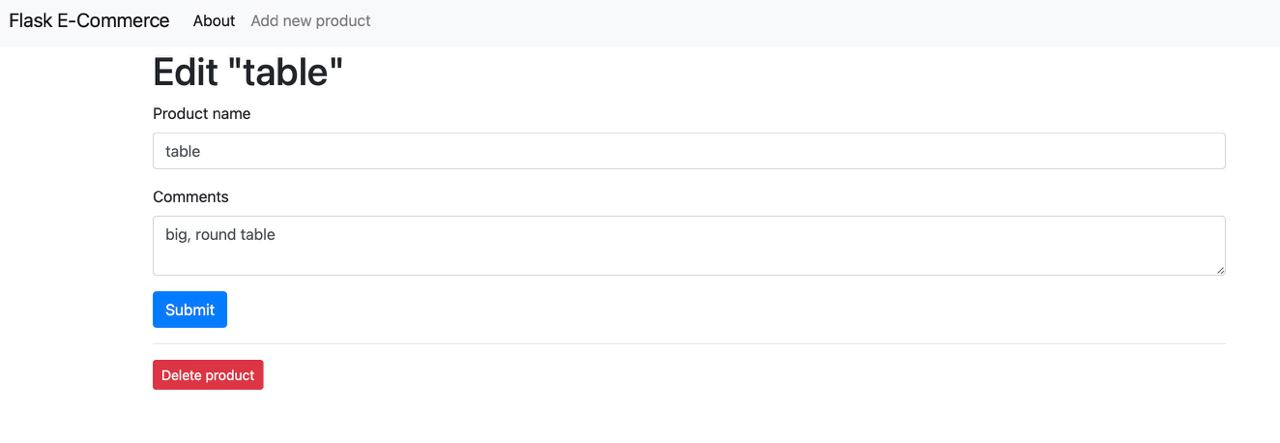 Flask E-Commerce About Add new product
Edit "table"
Product name
table
Comments
big, round table
Submit
Delete product